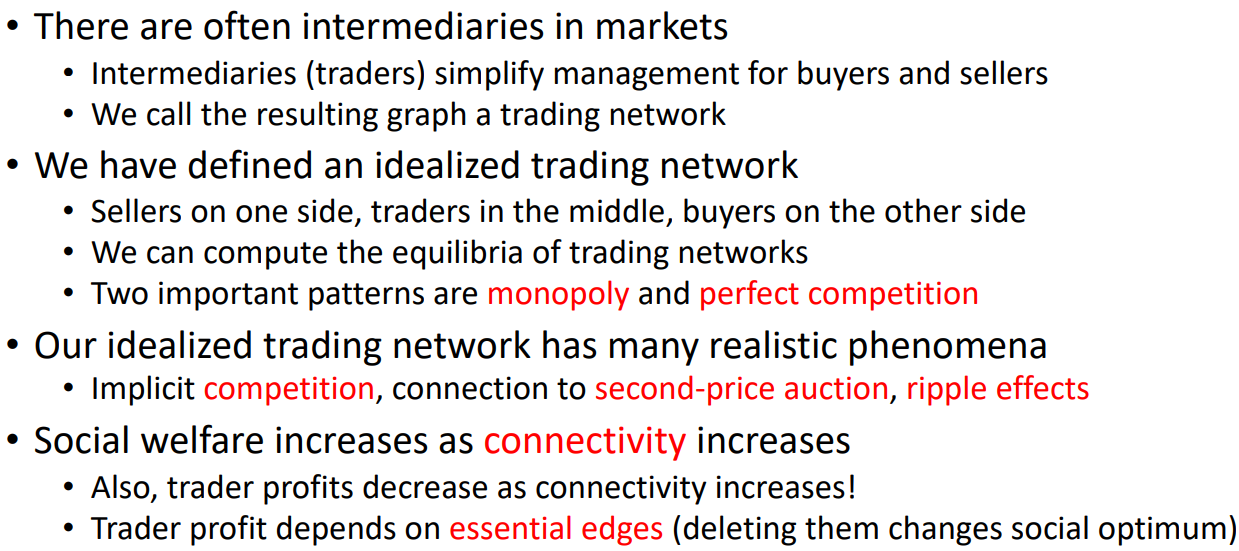 • There are often intermediaries in markets
• Intermediaries (traders) simplify management for buyers and sellers
• We call the resulting graph a trading network
• We have defined an idealized trading network
• Sellers on one side, traders in the middle, buyers on the other side
• We can compute the equilibria of trading networks
• Two important patterns are monopoly and perfect competition
• Our idealized trading network has many realistic phenomena
• Implicit competition, connection to second-price auction, ripple effects
• Social welfare increases as connectivity increases
• Also, trader profits decrease as connectivity increases!
• Trader profit depends on essential edges (deleting them changes social optimum)